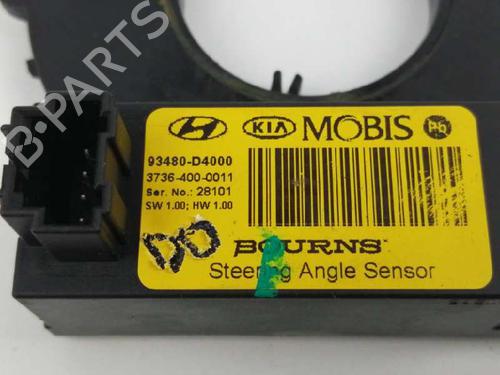 B-PARTS
KIA MOBIS Pb
93480-D4000
3736-400-0011
Ser. No.: 28101
SW 1.00; HW 1.00
DO
BOURNS
Steering Angle Sensor